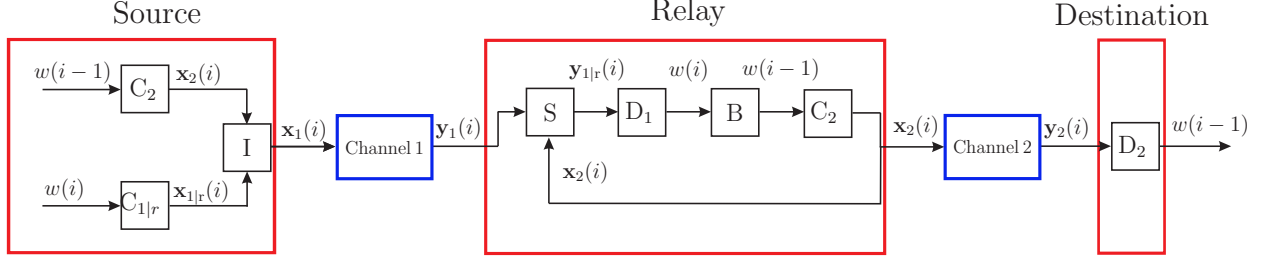 Source
Relay
Destination
w(i−1)
C₂
x₂(i)
I
w(i)
C₁|ᵣ
x₁|ᵣ(i)
x₁(i)
Channel 1
y₁(i)
S
y₁|ᵣ(i)
D₁
w(i)
B
w(i−1)
C₂
x₂(i)
x₂(i)
Channel 2
y₂(i)
D₂
w(i−1)